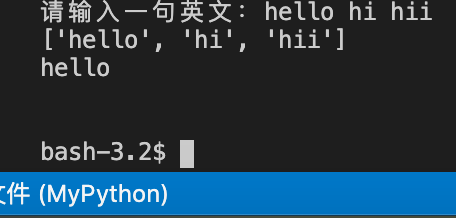 请输入一句英文：hello hi hii
['hello', 'hi', 'hii']
hello
bash-3.2$
文件 (MyPython)